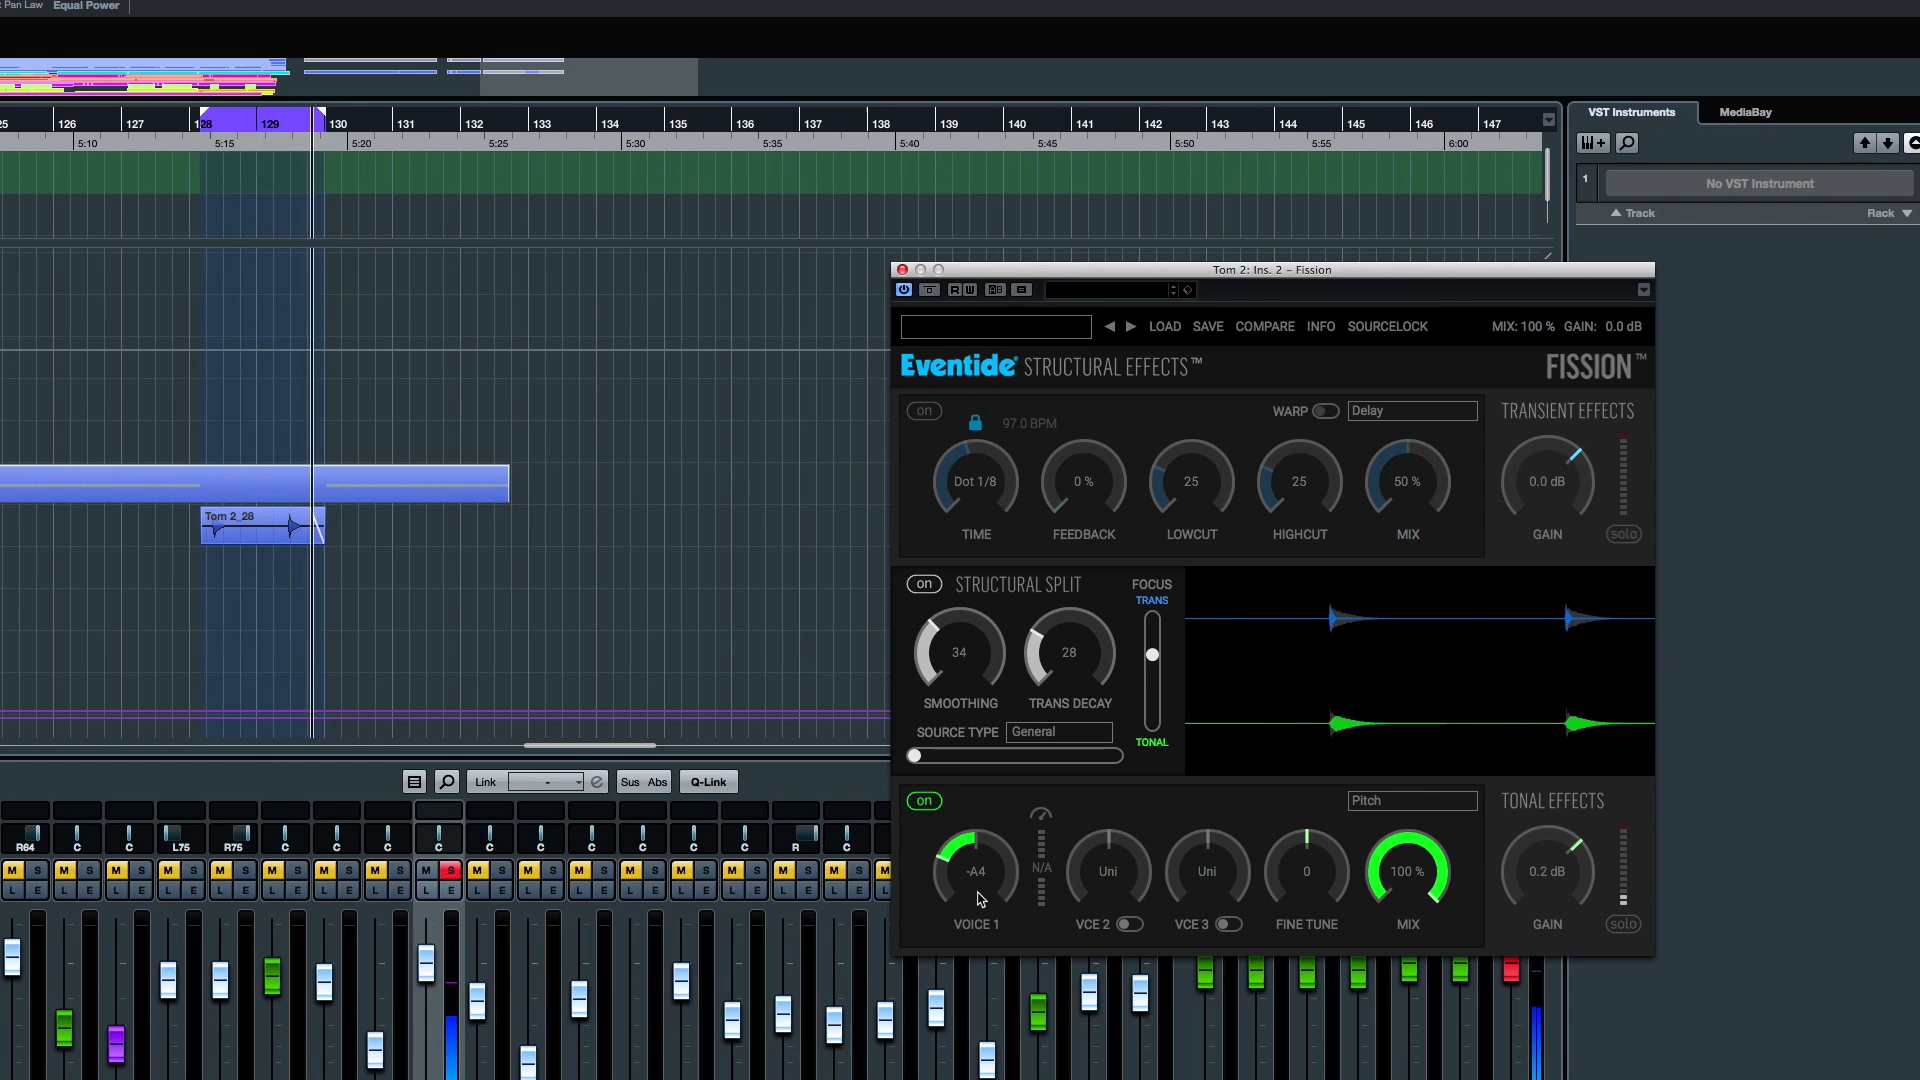 t Pan Law Equal Power
25 126 127 128 129 130 131 132 133 134 135 136 137 138 139 140 141 142 143 144 145 146 147
5:10 5:15 5:20 5:25 5:30 5:35 5:40 5:45 5:50 5:55 6:00
VST Instruments MediaBay
1 No VST Instrument
Track Rack
Tom 2_28
Tom 2: Ins. 2 – Fission
R W A B
LOAD SAVE COMPARE INFO SOURCELOCK MIX: 100 % GAIN: 0.0 dB
Eventide® STRUCTURAL EFFECTS™ FISSION™
on 97.0 BPM WARP Delay TRANSIENT EFFECTS
Dot 1/8 0 % 25 25 50 % 0.0 dB
TIME FEEDBACK LOWCUT HIGHCUT MIX GAIN solo
on STRUCTURAL SPLIT FOCUS
TRANS
34 28
SMOOTHING TRANS DECAY
SOURCE TYPE General
TONAL
on Pitch TONAL EFFECTS
-A4 N/A Uni Uni 0 100 % 0.2 dB
VOICE 1 VCE 2 VCE 3 FINE TUNE MIX GAIN solo
Link - e Sus Abs Q-Link
R64 C C L75 R75 C C C C C C C C C C R C
M S M S M S M S M S M S M S M S M S M S M S M S M S M S M S M S M S M
L E L E L E L E L E L E L E L E L E L E L E L E L E L E L E L E L E L